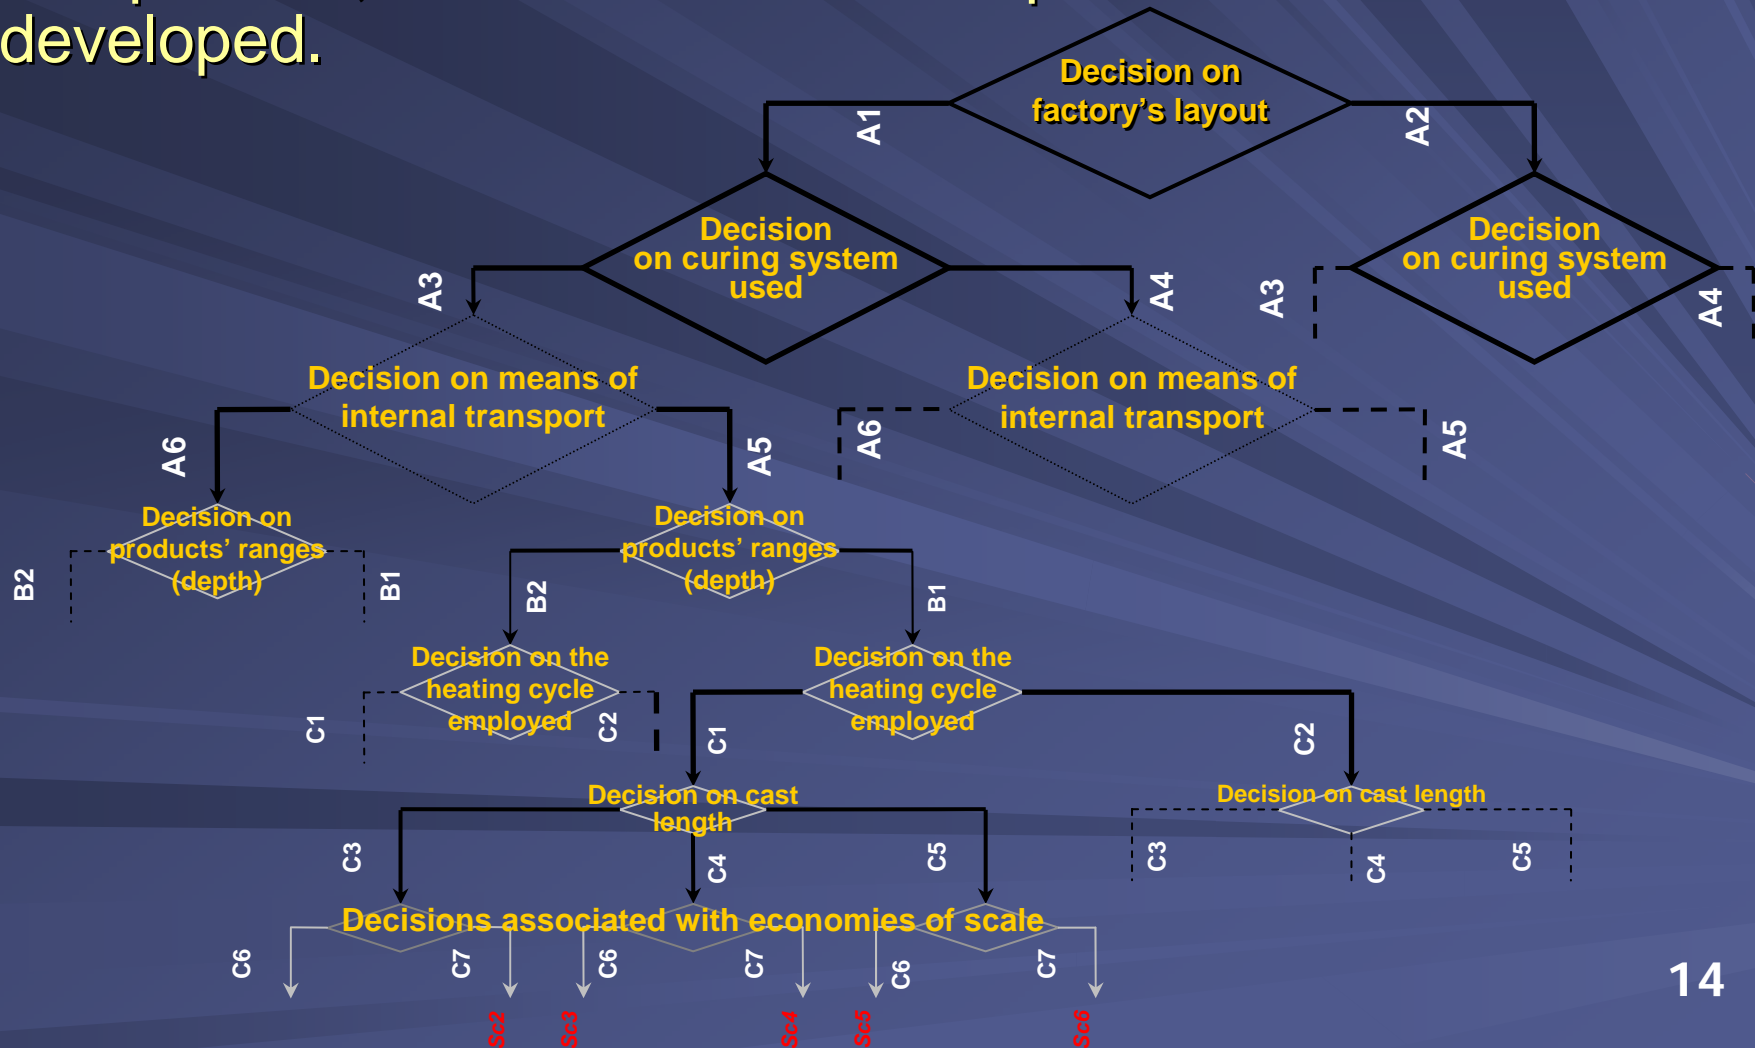 developed.
Decision on
factory's layout
A1
A2
Decision
on curing system
used
Decision
on curing system
used
A3
A4
A3
A4
Decision on means of
internal transport
Decision on means of
internal transport
A6
A5
A6
A5
Decision on
products' ranges
(depth)
Decision on
products' ranges
(depth)
B2
B1
B2
B1
Decision on the
heating cycle
employed
Decision on the
heating cycle
employed
C1
C2
C1
C2
Decision on cast
length
Decision on cast length
C3
C4
C5
C3
C4
C5
Decisions associated with economies of scale
C6
C7
C6
C7
C6
C7
Sc2
Sc3
Sc4
Sc5
Sc6
14